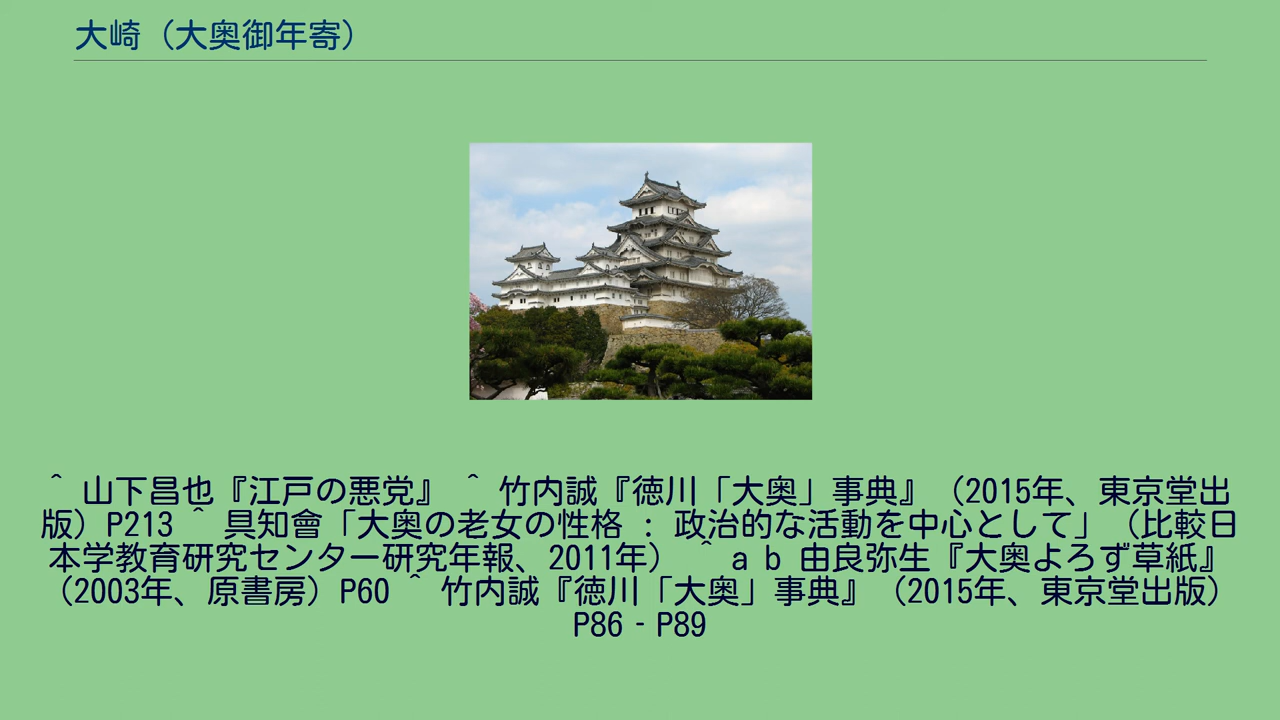 大崎（大奥御年寄）
^ 山下昌也『江戸の悪党』 ^ 竹内誠『徳川「大奥」事典』（2015年、東京堂出
版）P213 ^ 具知會「大奥の老女の性格 : 政治的な活動を中心として」（比較日
本学教育研究センター研究年報、2011年） ^ a b 由良弥生『大奥よろず草紙』
（2003年、原書房）P60 ^ 竹内誠『徳川「大奥」事典』（2015年、東京堂出版）
P86 - P89